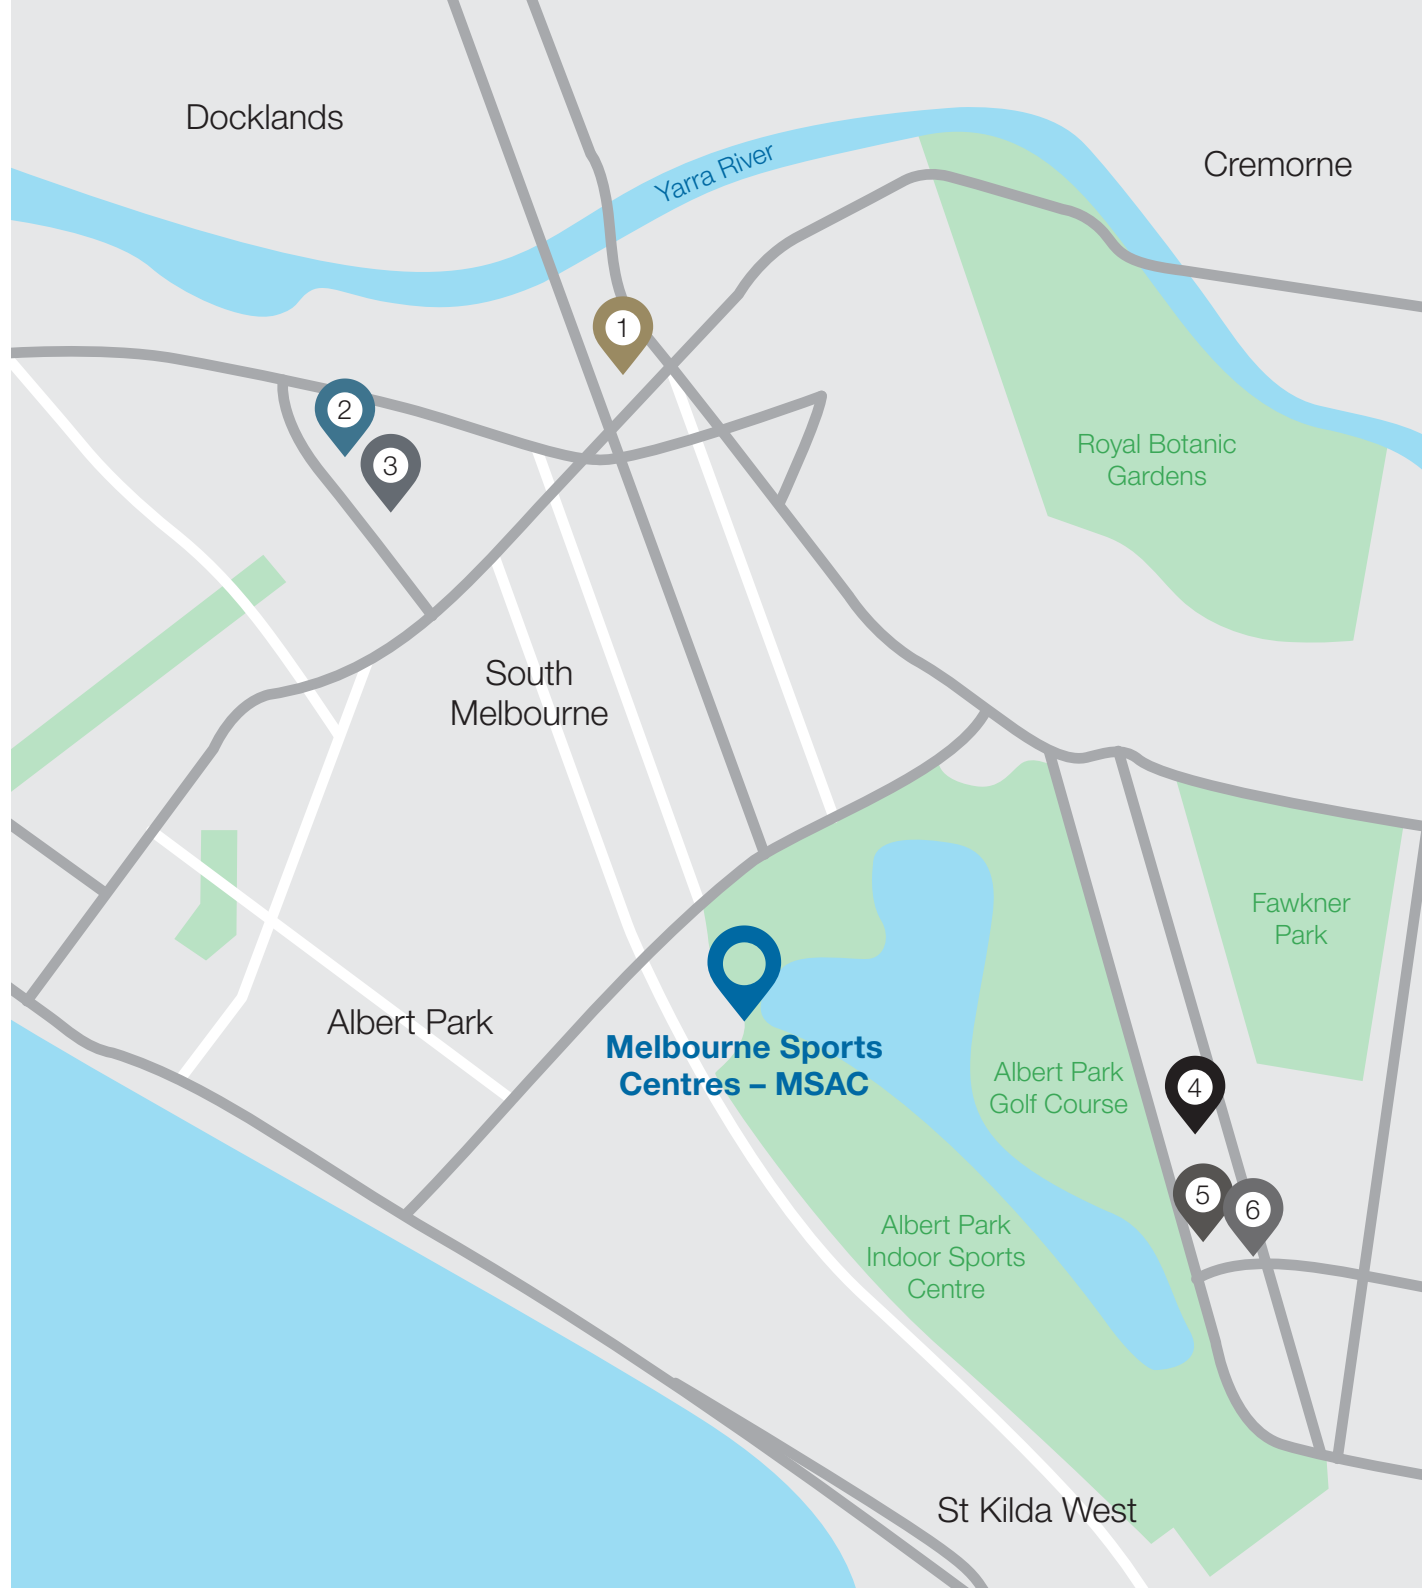 Docklands
Cremorne
Yarra River
1
2
3
Royal Botanic
Gardens
South
Melbourne
Fawkner
Park
Albert Park
Melbourne Sports
Centres – MSAC
Albert Park
Golf Course
4
5
6
Albert Park
Indoor Sports
Centre
St Kilda West